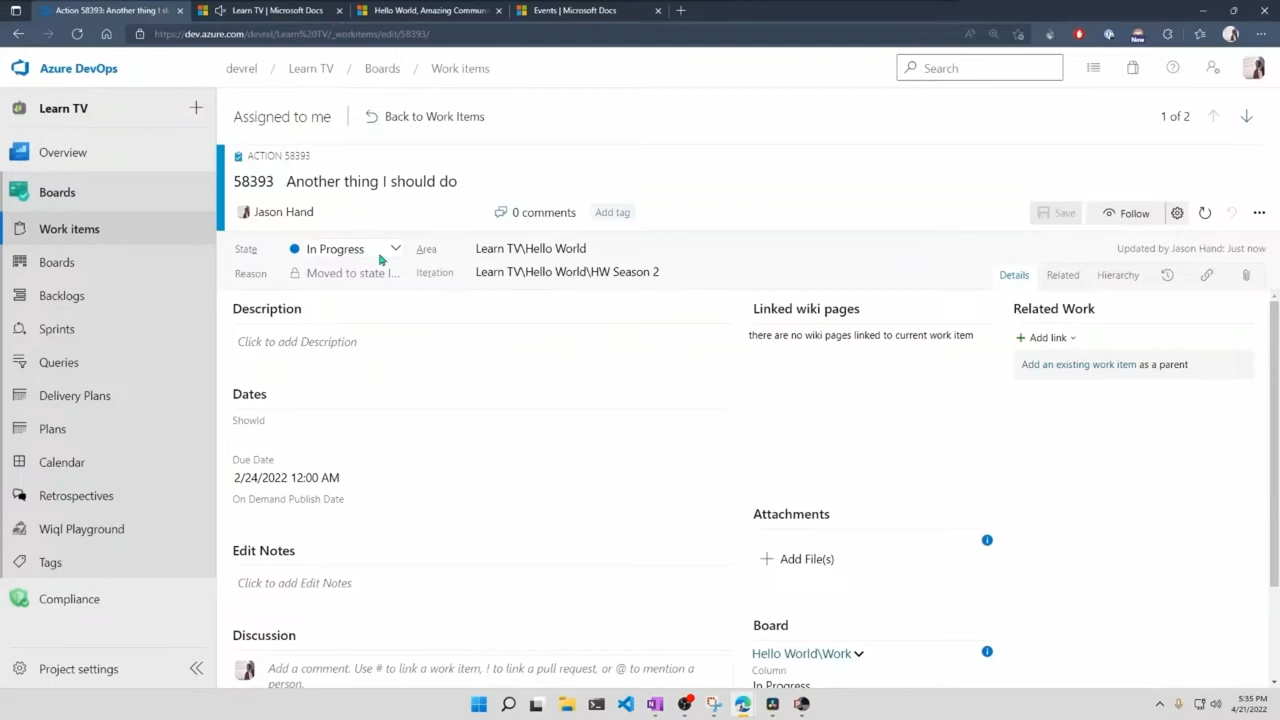 Action 58393: Another thing I sh
Learn TV | Microsoft Docs
Hello World, Amazing Commun
Events | Microsoft Docs
https://dev.azure.com/devrel/Learn%20TV/_workitems/edit/58393/
New
Azure DevOps
devrel / Learn TV / Boards / Work items
Search
Learn TV
Assigned to me
Back to Work Items
1 of 2
Overview
Boards
Work items
Boards
Backlogs
Sprints
Queries
Delivery Plans
Plans
Calendar
Retrospectives
Wiql Playground
Tags
Compliance
Project settings
ACTION 58393
58393 Another thing I should do
Jason Hand
0 comments
Add tag
Save
Follow
State
In Progress
Area
Learn TV\Hello World
Updated by Jason Hand: Just now
Reason
Moved to state I...
Iteration
Learn TV\Hello World\HW Season 2
Details
Related
Hierarchy
Description
Click to add Description
Dates
ShowId
Due Date
2/24/2022 12:00 AM
On Demand Publish Date
Edit Notes
Click to add Edit Notes
Discussion
Add a comment. Use # to link a work item, ! to link a pull request, or @ to mention a
person.
Linked wiki pages
there are no wiki pages linked to current work item
Attachments
Add File(s)
Board
Hello World\Work
Column
In Progress
Related Work
Add link
Add an existing work item as a parent
5:35 PM
4/21/2022